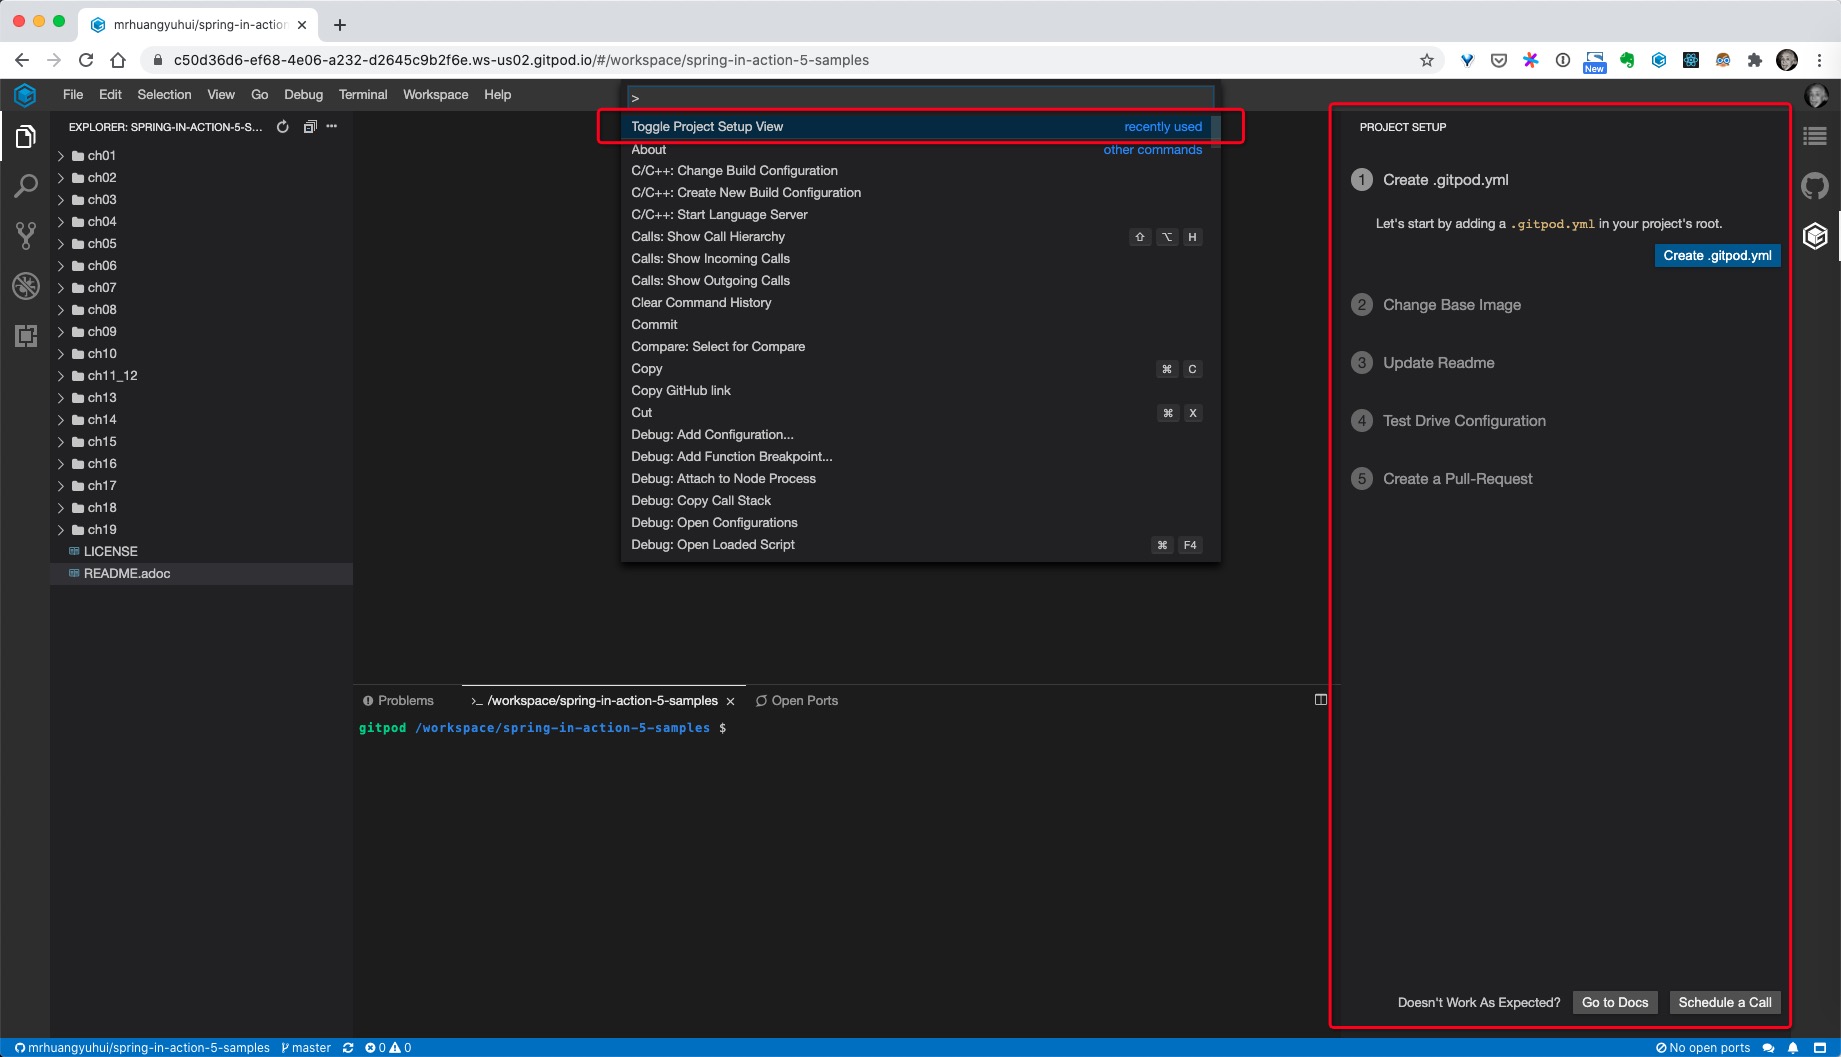 mrhuangyuhui/spring-in-action
c50d36d6-ef68-4e06-a232-d2645c9b2f6e.ws-us02.gitpod.io/#/workspace/spring-in-action-5-samples
New
File Edit Selection View Go Debug Terminal Workspace Help
EXPLORER: SPRING-IN-ACTION-5-S...
ch01
ch02
ch03
ch04
ch05
ch06
ch07
ch08
ch09
ch10
ch11_12
ch13
ch14
ch15
ch16
ch17
ch18
ch19
LICENSE
README.adoc
>
Toggle Project Setup View recently used
About other commands
C/C++: Change Build Configuration
C/C++: Create New Build Configuration
C/C++: Start Language Server
Calls: Show Call Hierarchy ⇧ ⌥ H
Calls: Show Incoming Calls
Calls: Show Outgoing Calls
Clear Command History
Commit
Compare: Select for Compare
Copy ⌘ C
Copy GitHub link
Cut ⌘ X
Debug: Add Configuration...
Debug: Add Function Breakpoint...
Debug: Attach to Node Process
Debug: Copy Call Stack
Debug: Open Configurations
Debug: Open Loaded Script ⌘ F4
Problems >_ /workspace/spring-in-action-5-samples Open Ports
gitpod /workspace/spring-in-action-5-samples $
PROJECT SETUP
1 Create .gitpod.yml
Let's start by adding a .gitpod.yml in your project's root.
Create .gitpod.yml
2 Change Base Image
3 Update Readme
4 Test Drive Configuration
5 Create a Pull-Request
Doesn't Work As Expected? Go to Docs Schedule a Call
mrhuangyuhui/spring-in-action-5-samples master 0 0 No open ports